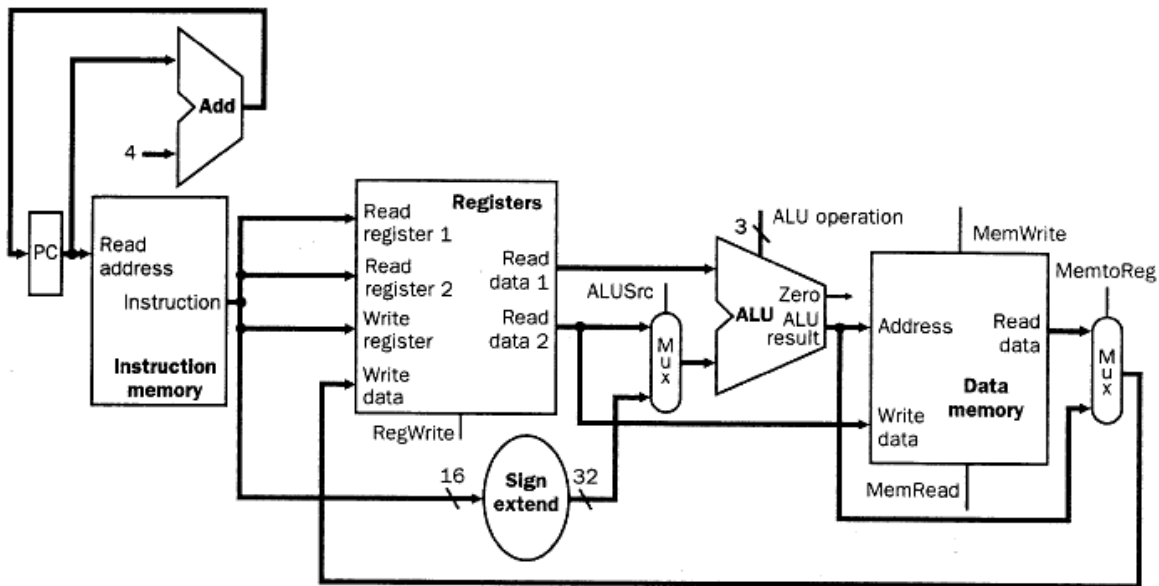 Add
4
PC
Read
address
Instruction
Instruction
memory
Registers
Read
register 1
Read
register 2
Write
register
Write
data
Read
data 1
Read
data 2
RegWrite
16
Sign
extend
32
ALUSrc
M
u
x
3
ALU operation
Zero
ALU
ALU
result
MemWrite
Address
Read
data
Data
memory
Write
data
MemRead
MemtoReg
M
u
x